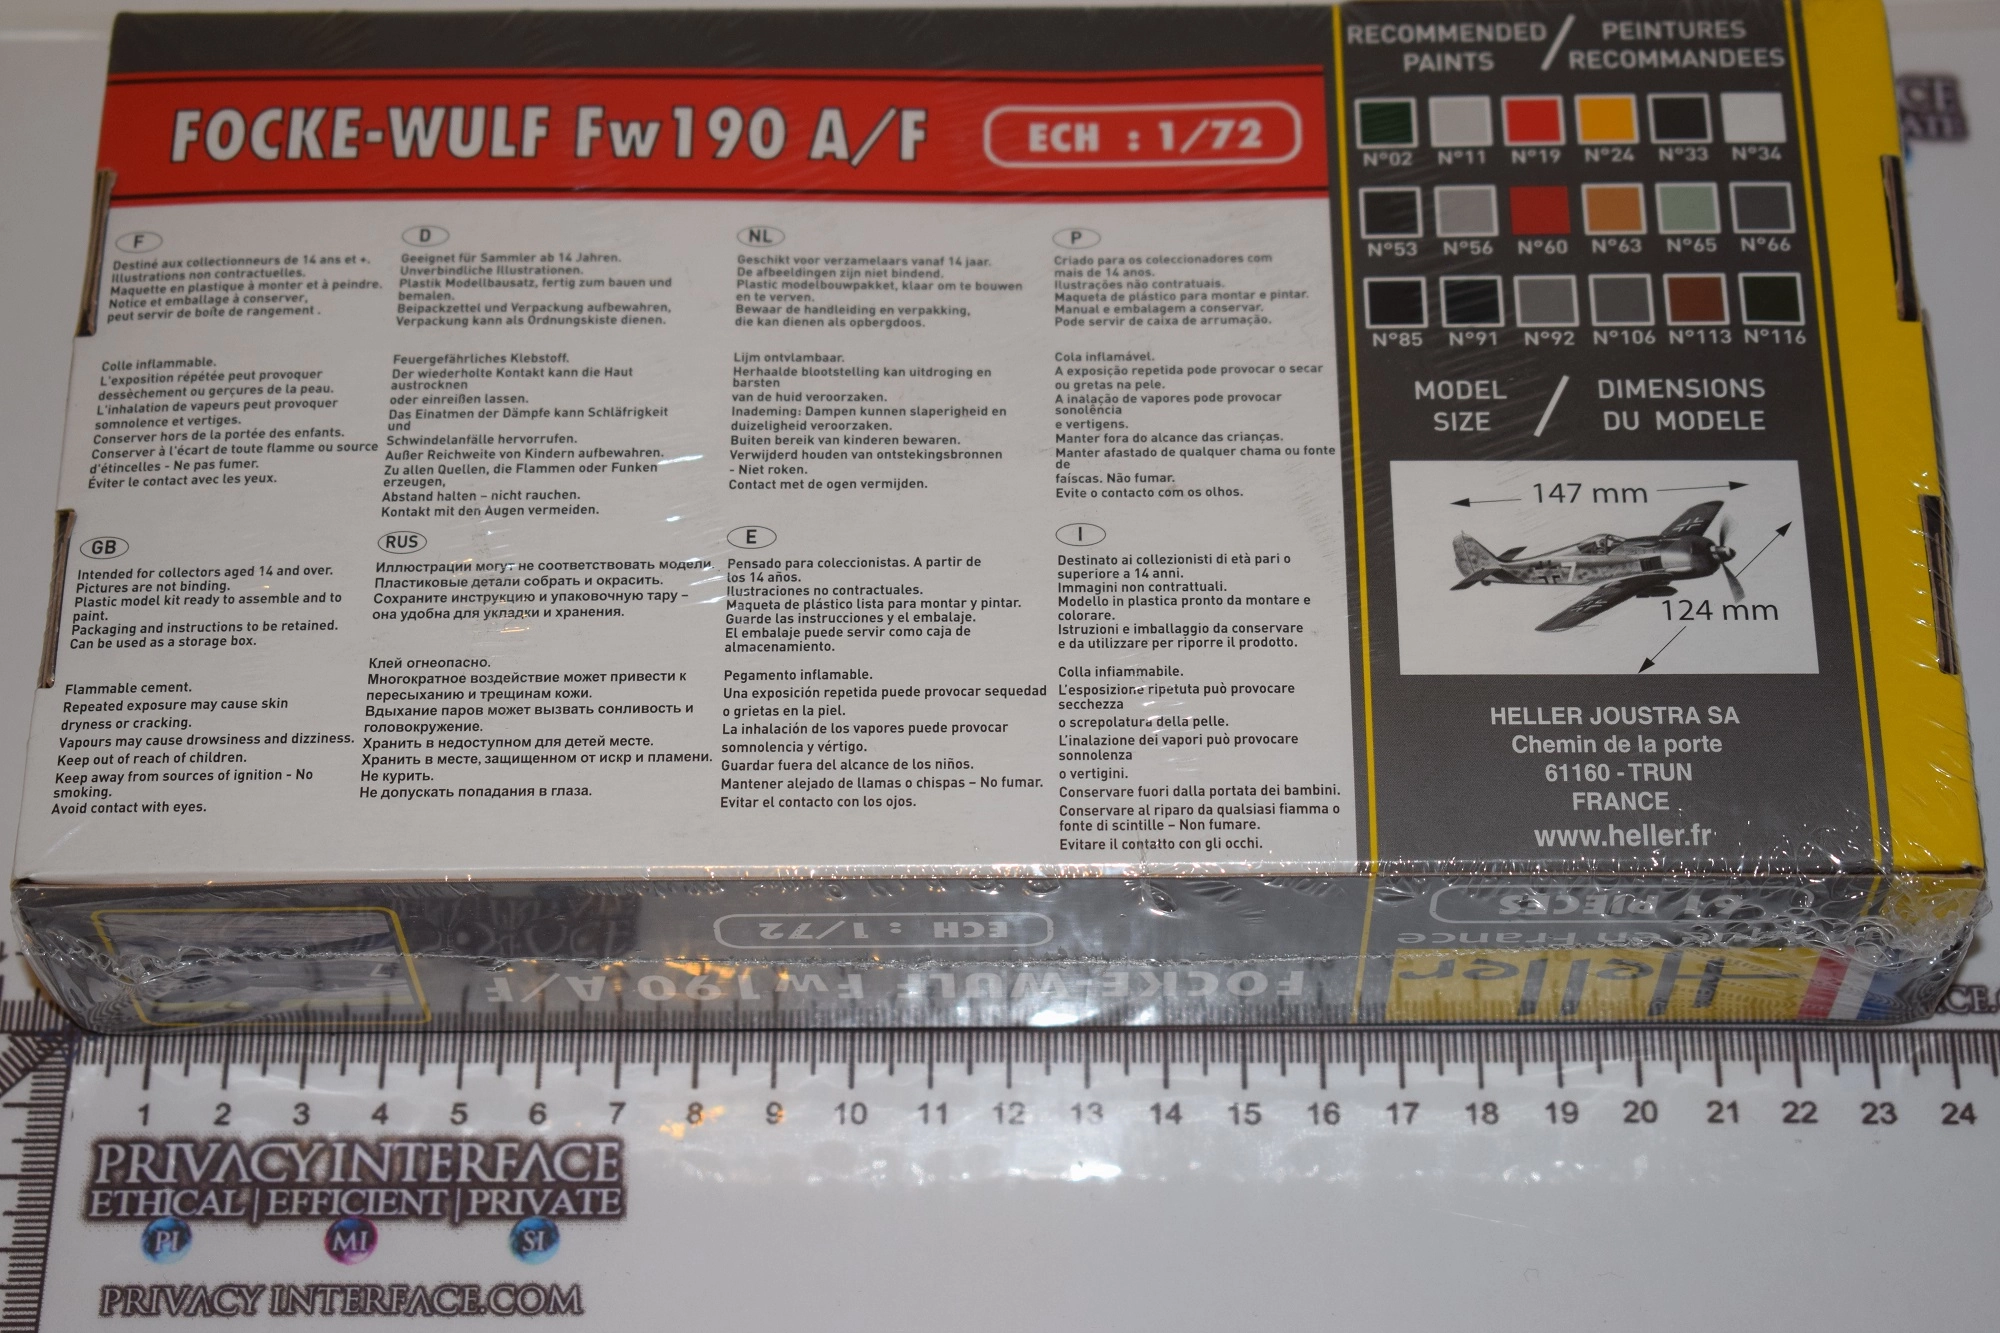 FOCKE-WULF Fw 190 A/F
ECH : 1/72
F
Destiné aux collectionneurs de 14 ans et +.
Illustrations non contractuelles.
Maquette en plastique à monter et à peindre.
Notice et emballage à conserver,
peut servir de boîte de rangement .
Colle inflammable.
L'exposition répétée peut provoquer
dessèchement ou gerçures de la peau.
L'inhalation de vapeurs peut provoquer
somnolence et vertiges.
Conserver hors de la portée des enfants.
Conserver à l'écart de toute flamme ou source
d'étincelles - Ne pas fumer.
Éviter le contact avec les yeux.
D
Geeignet für Sammler ab 14 Jahren.
Unverbindliche Illustrationen.
Plastik Modellbausatz, fertig zum bauen und
bemalen.
Beipackzettel und Verpackung aufbewahren,
Verpackung kann als Ordnungskiste dienen.
Feuergefährliches Klebstoff.
Der wiederholte Kontakt kann die Haut
austrocknen
oder einreißen lassen.
Das Einatmen der Dämpfe kann Schläfrigkeit
und
Schwindelanfälle hervorrufen.
Außer Reichweite von Kindern aufbewahren.
Zu allen Quellen, die Flammen oder Funken
erzeugen,
Abstand halten – nicht rauchen.
Kontakt mit den Augen vermeiden.
NL
Geschikt voor verzamelaars vanaf 14 jaar.
De afbeeldingen zijn niet bindend.
Plastic modelbouwpakket, klaar om te bouwen
en te verven.
Bewaar de handleiding en verpakking,
die kan dienen als opbergdoos.
Lijm ontvlambaar.
Herhaalde blootstelling kan uitdroging en
barsten
van de huid veroorzaken.
Inademing: Dampen kunnen slaperigheid en
duizeligheid veroorzaken.
Buiten bereik van kinderen bewaren.
Verwijderd houden van ontstekingsbronnen
- Niet roken.
Contact met de ogen vermijden.
P
Criado para os coleccionadores com
mais de 14 anos.
Ilustrações não contratuais.
Maqueta de plástico para montar e pintar.
Manual e embalagem a conservar.
Pode servir de caixa de arrumação.
Cola inflamável.
A exposição repetida pode provocar o secar
ou gretas na pele.
A inalação de vapores pode provocar
sonolência
e vertigens.
Manter fora do alcance das crianças.
Manter afastado de qualquer chama ou fonte
de
faíscas. Não fumar.
Evite o contacto com os olhos.
GB
Intended for collectors aged 14 and over.
Pictures are not binding.
Plastic model kit ready to assemble and to
paint.
Packaging and instructions to be retained.
Can be used as a storage box.
Flammable cement.
Repeated exposure may cause skin
dryness or cracking.
Vapours may cause drowsiness and dizziness.
Keep out of reach of children.
Keep away from sources of ignition - No
smoking.
Avoid contact with eyes.
RUS
Иллюстрации могут не соответствовать модели.
Пластиковые детали собрать и окрасить.
Сохраните инструкцию и упаковочную тару –
она удобна для укладки и хранения.
Клей огнеопасно.
Многократное воздействие может привести к
пересыханию и трещинам кожи.
Вдыхание паров может вызвать сонливость и
головокружение.
Хранить в недоступном для детей месте.
Хранить в месте, защищенном от искр и пламени.
Не курить.
Не допускать попадания в глаза.
E
Pensado para coleccionistas. A partir de
los 14 años.
Ilustraciones no contractuales.
Maqueta de plástico lista para montar y pintar.
Guarde las instrucciones y el embalaje.
El embalaje puede servir como caja de
almacenamiento.
Pegamento inflamable.
Una exposición repetida puede provocar sequedad
o grietas en la piel.
La inhalación de los vapores puede provocar
somnolencia y vértigo.
Guardar fuera del alcance de los niños.
Mantener alejado de llamas o chispas – No fumar.
Evitar el contacto con los ojos.
I
Destinato ai collezionisti di età pari o
superiore a 14 anni.
Immagini non contrattuali.
Modello in plastica pronto da montare e
colorare.
Istruzioni e imballaggio da conservare
e da utilizzare per riporre il prodotto.
Colla infiammabile.
L'esposizione ripetuta può provocare
secchezza
o screpolatura della pelle.
L'inalazione dei vapori può provocare
sonnolenza
o vertigini.
Conservare fuori dalla portata dei bambini.
Conservare al riparo da qualsiasi fiamma o
fonte di scintille – Non fumare.
Evitare il contatto con gli occhi.
RECOMMENDED PAINTS / PEINTURES RECOMMANDEES
N°02 N°11 N°19 N°24 N°33 N°34
N°53 N°56 N°60 N°63 N°65 N°66
N°85 N°91 N°92 N°106 N°113 N°116
MODEL SIZE / DIMENSIONS DU MODELE
147 mm
7
124 mm
HELLER JOUSTRA SA
Chemin de la porte
61160 - TRUN
FRANCE
www.heller.fr
61 PIECES
en France
Heller
ECH : 1/72
FOCKE-WULF Fw 190 A/F
7
1 2 3 4 5 6 7 8 9 10 11 12 13 14 15 16 17 18 19 20 21 22 23 24
PRIVACY INTERFACE
ETHICAL | EFFICIENT | PRIVATE
PI MI SI
PRIVACY INTERFACE.COM